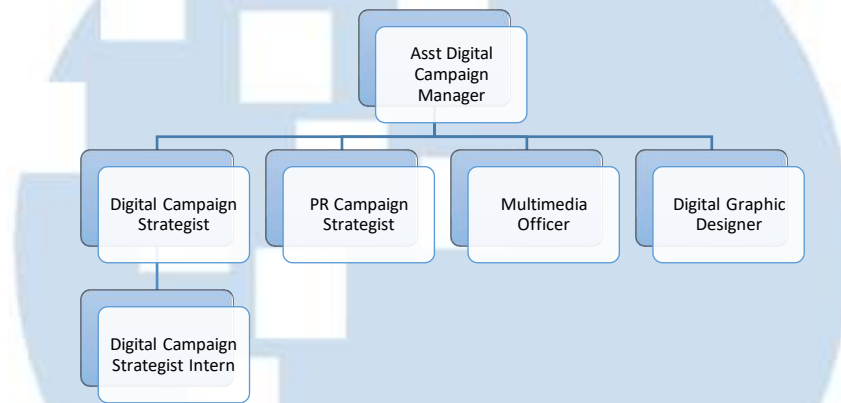 Asst Digital
Campaign
Manager
Digital Campaign
Strategist
PR Campaign
Strategist
Multimedia
Officer
Digital Graphic
Designer
Digital Campaign
Strategist Intern